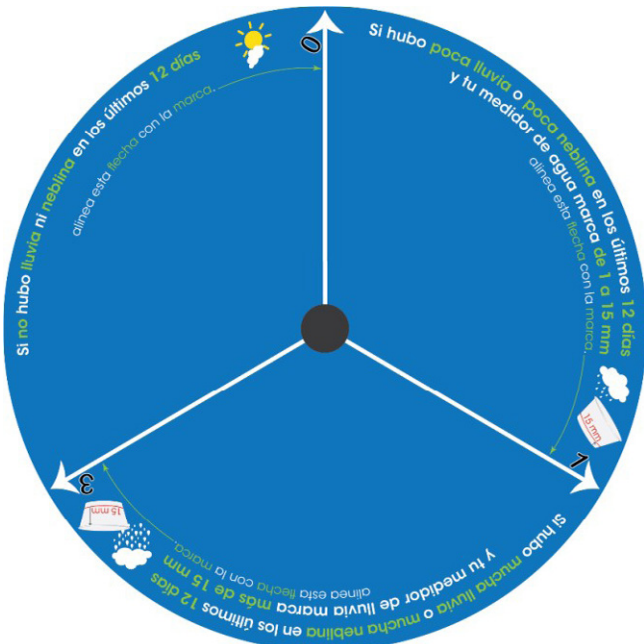 Si no hubo lluvia ni neblina en los últimos 12 días
alinea esta flecha con la marca.
0
Si hubo poca lluvia o poca neblina en los últimos 12 días
y tu medidor de agua marca de 1 a 15 mm
alinea esta flecha con la marca.
15 mm
1
Si hubo mucha lluvia o mucha neblina en los últimos 12 días
y tu medidor de lluvia marca más de 15 mm
alinea esta flecha con la marca.
15 mm
3